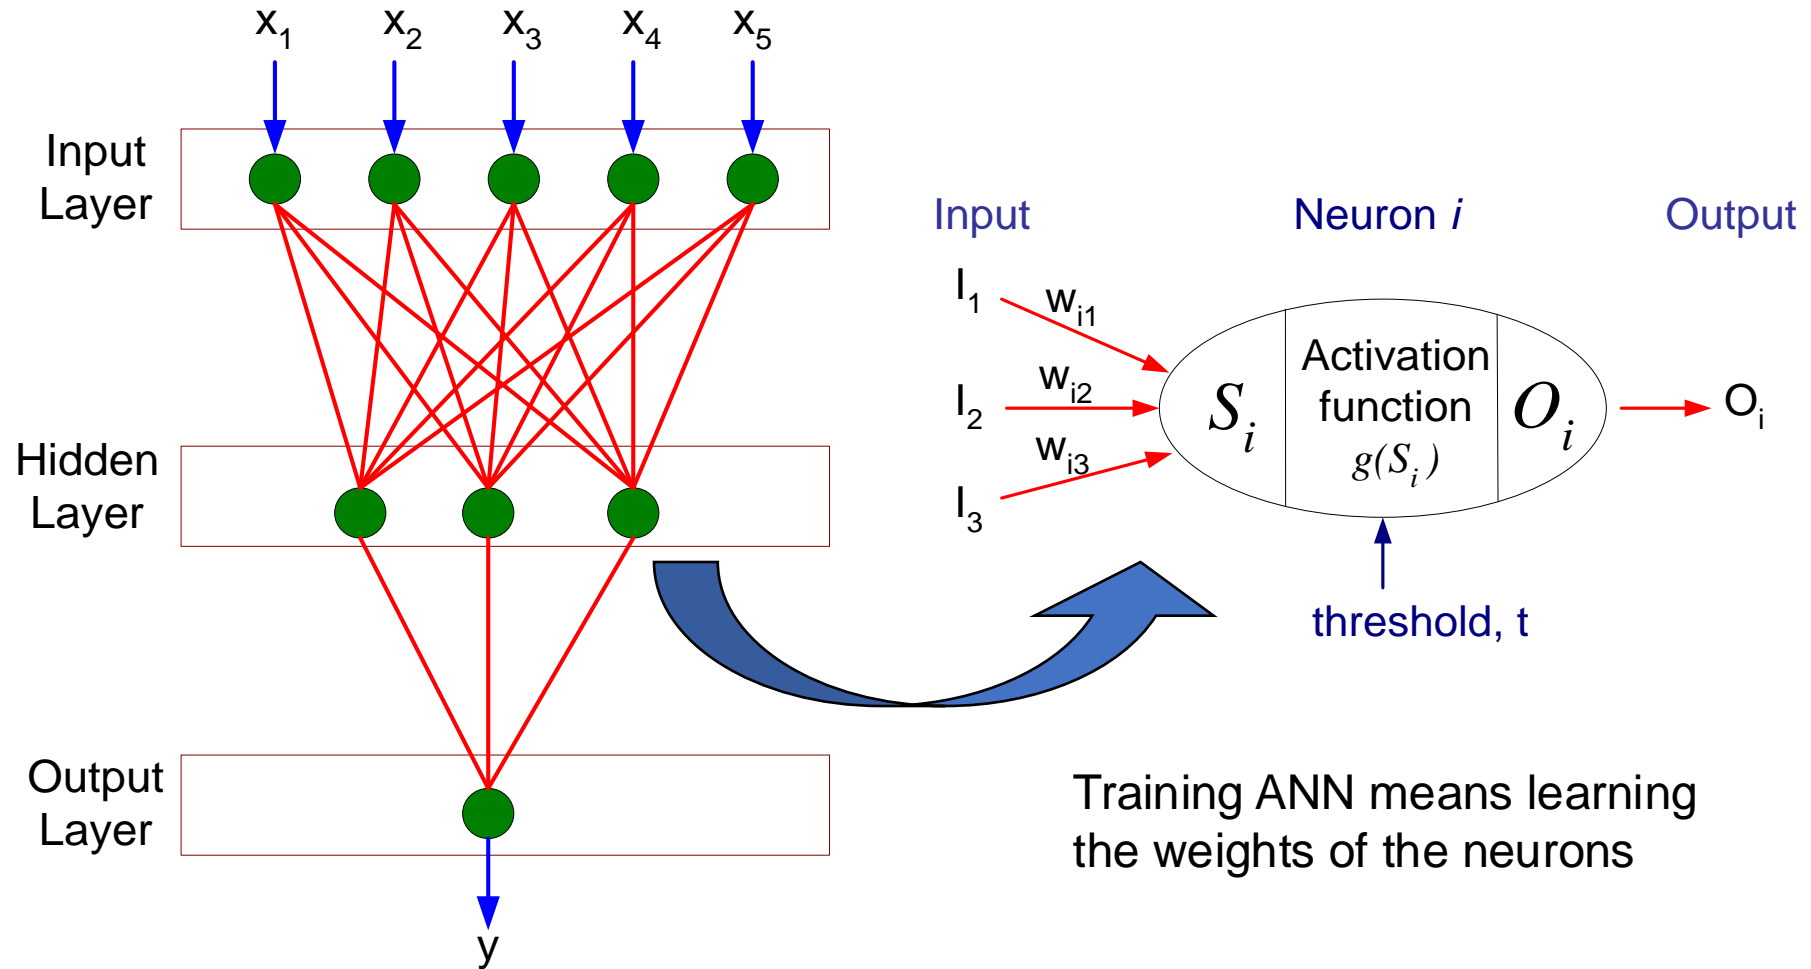 x1 x2 x3 x4 x5
Input
Layer
Hidden
Layer
Output
Layer
y
Input Neuron i Output
I1
wi1
I2
wi2
I3
wi3
Si
Activation
function
g(Si )
Oi
Oi
threshold, t
Training ANN means learning
the weights of the neurons